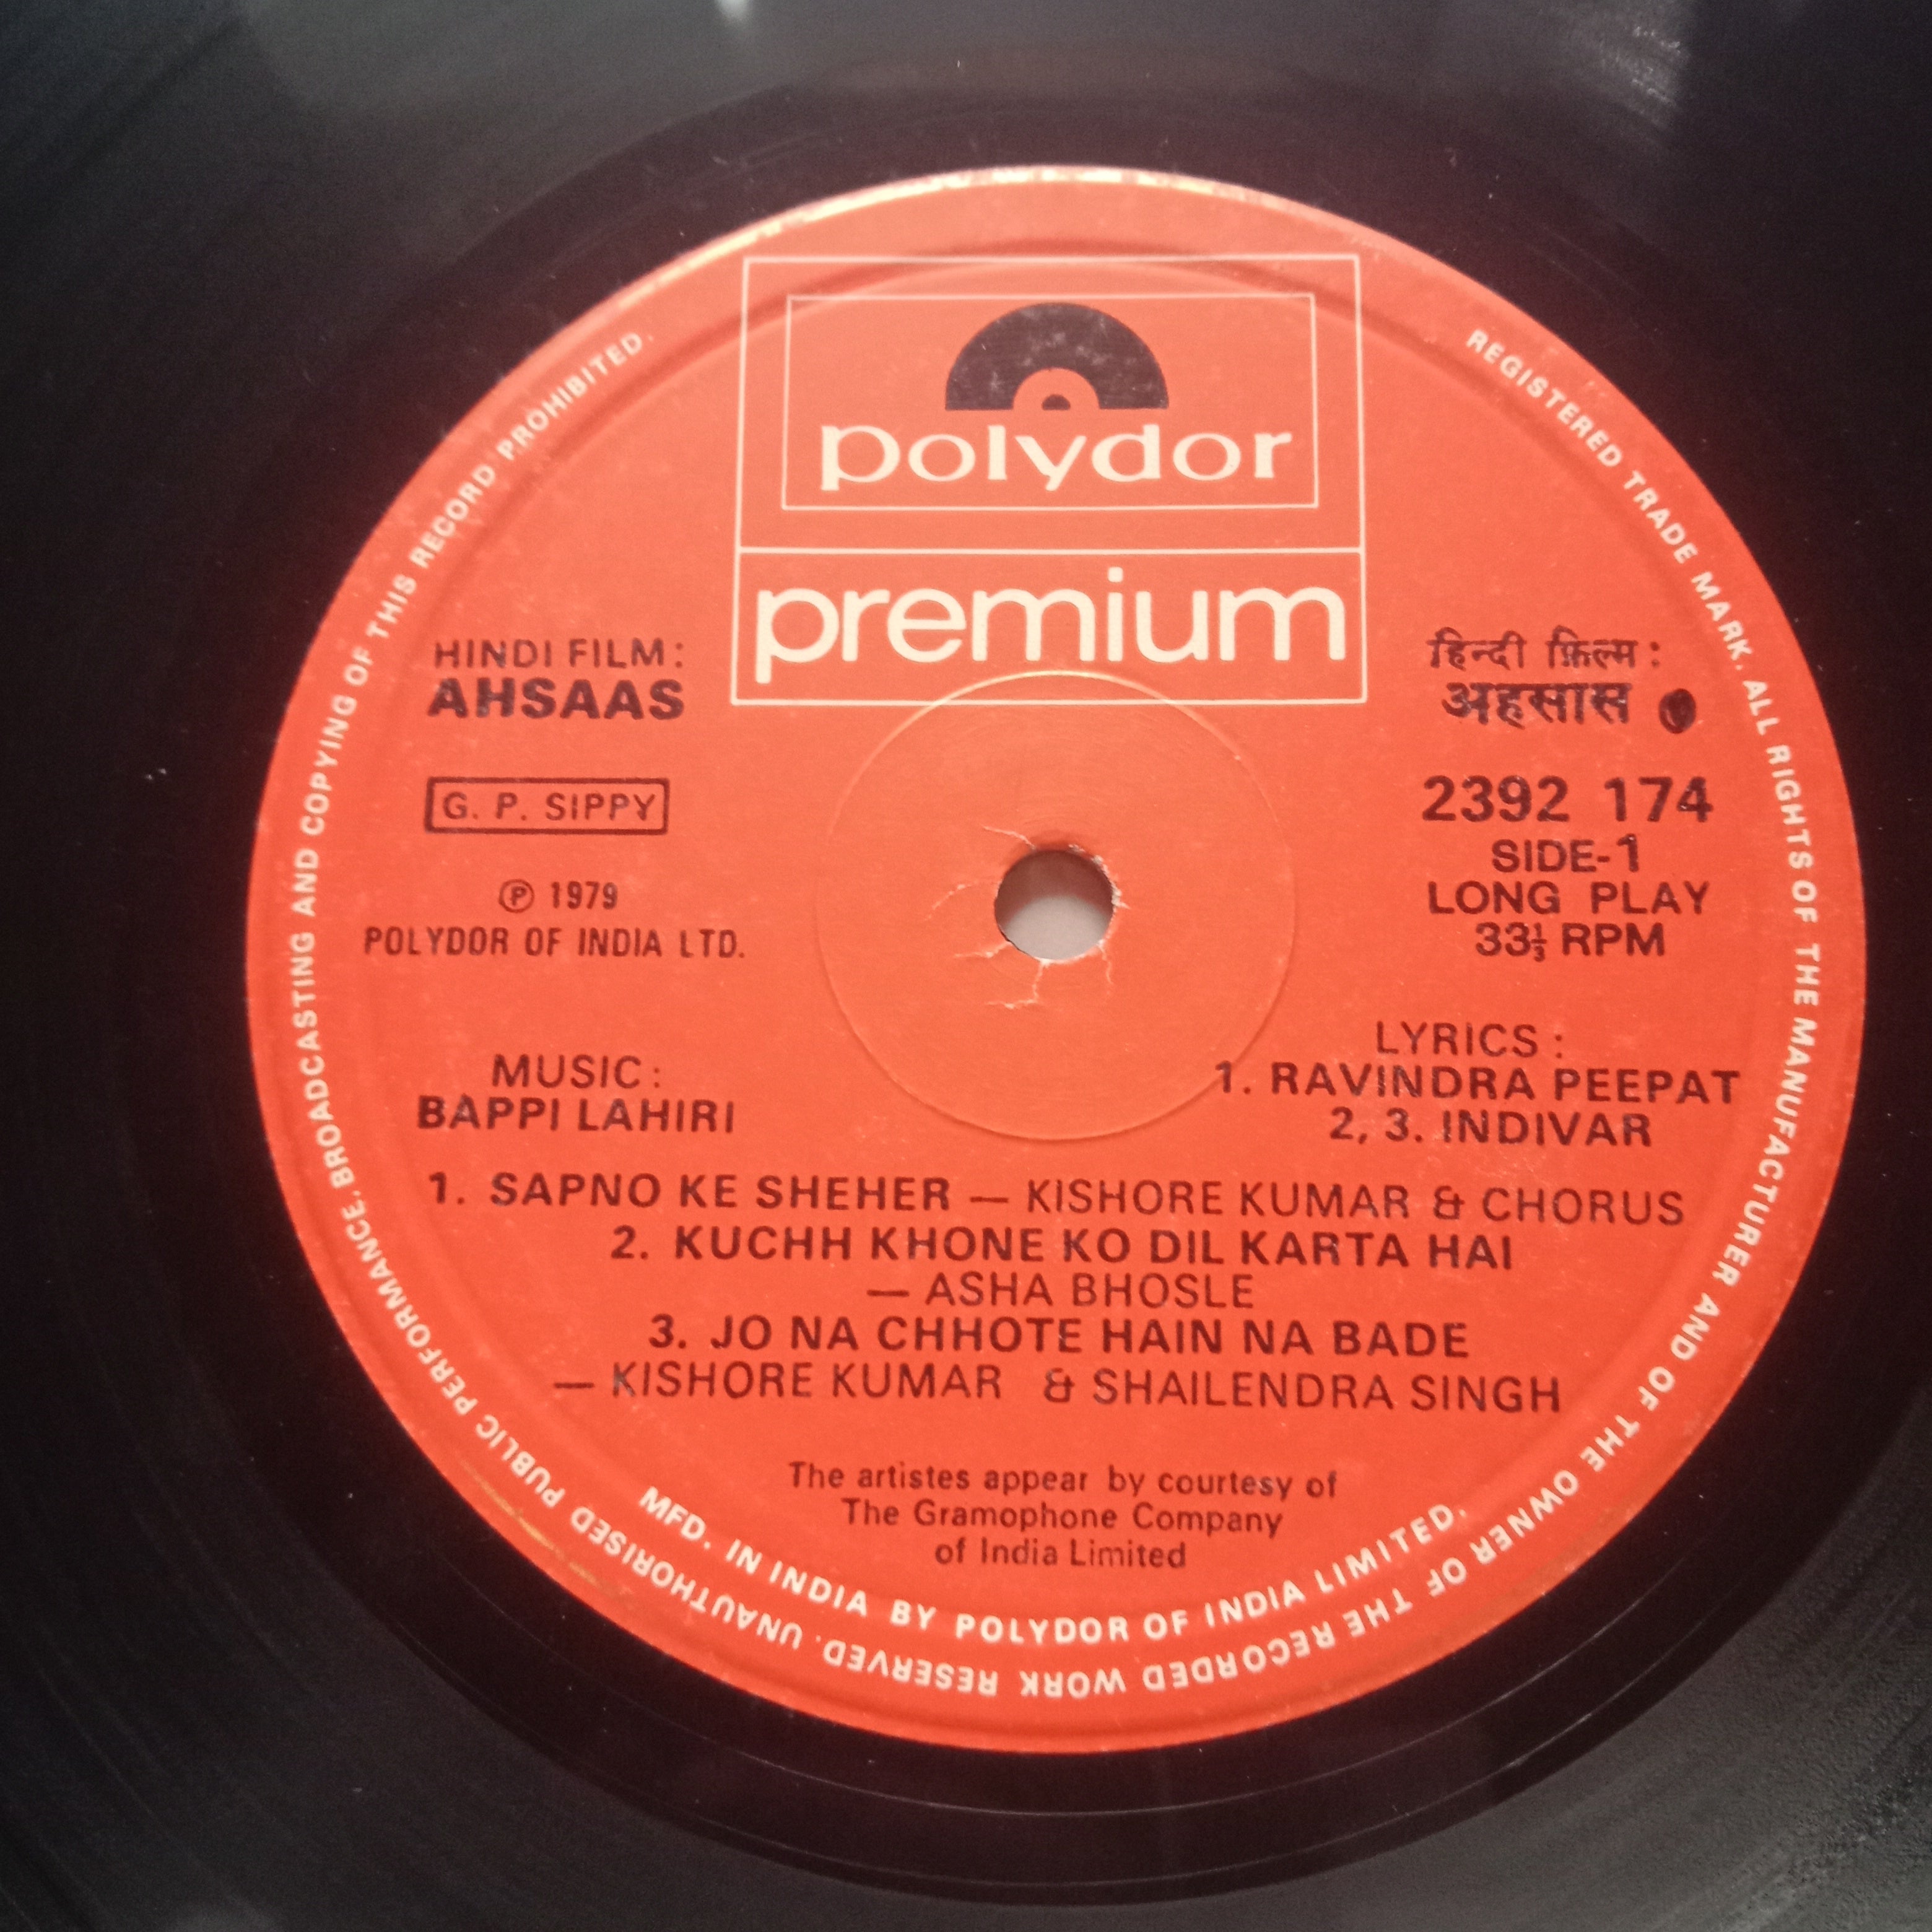 polydor
premium
HINDI FILM :
AHSAAS
G. P. SIPPY
℗ 1979
POLYDOR OF INDIA LTD.
हिन्दी फ़िल्म :
अहसास
2392 174
SIDE-1
LONG PLAY
33⅓ RPM
MUSIC :
BAPPI LAHIRI
LYRICS :
1. RAVINDRA PEEPAT
2, 3. INDIVAR
1. SAPNO KE SHEHER — KISHORE KUMAR & CHORUS
2. KUCHH KHONE KO DIL KARTA HAI
— ASHA BHOSLE
3. JO NA CHHOTE HAIN NA BADE
— KISHORE KUMAR & SHAILENDRA SINGH
The artistes appear by courtesy of
The Gramophone Company
of India Limited
MFD. IN INDIA BY POLYDOR OF INDIA LIMITED.
REGISTERED TRADE MARK. ALL RIGHTS OF THE MANUFACTURER AND OF THE OWNER OF THE RECORDED WORK RESERVED. UNAUTHORISED PUBLIC PERFORMANCE, BROADCASTING AND COPYING OF THIS RECORD PROHIBITED.